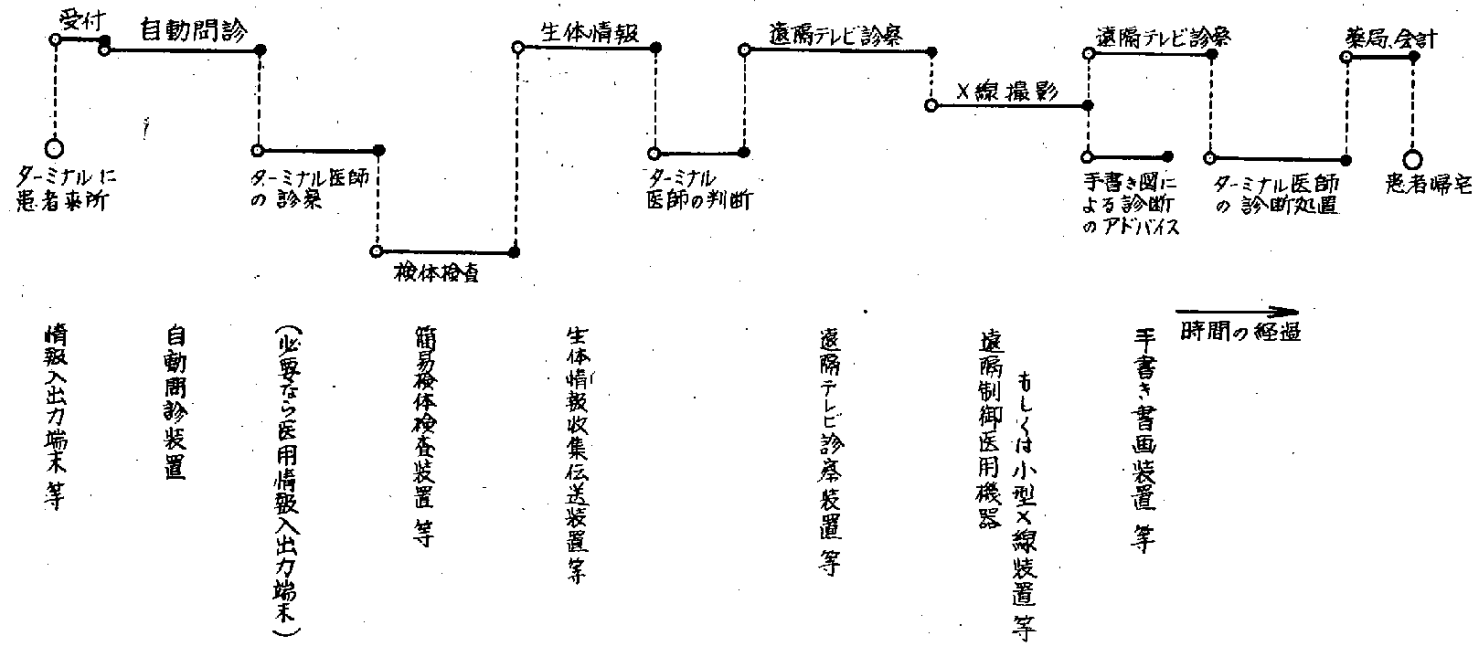 受付
自動問診
生体情報
遠隔テレビ診察
X線撮影
遠隔テレビ診察
薬局、会計
ターミナルに
患者来所
ターミナル医師
の診察
検体検査
ターミナル
医師の判断
手書き図に
よる診断
のアドバイス
ターミナル医師
の診断処置
患者帰宅
時間の経過
情報入出力端末等
自動問診装置
(必要なら医用情報入出力端末)
簡易検体検査装置等
生体情報収集伝送装置等
遠隔テレビ診察装置等
遠隔制御医用機器
もしくは小型X線装置等
手書き書画装置等